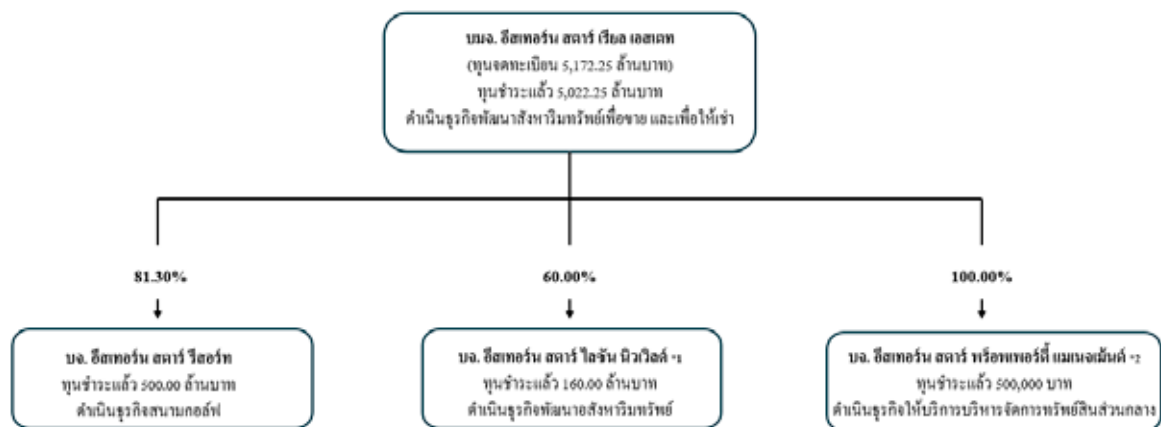 บมจ. อีสเทอร์น สตาร์ เรียล เอสเตท
(ทุนจดทะเบียน 5,172.25 ล้านบาท)
ทุนชำระแล้ว 5,022.25 ล้านบาท
ดำเนินธุรกิจพัฒนาสังหาริมทรัพย์เพื่อขาย และเพื่อให้เช่า
81.30%
60.00%
100.00%
บจ. อีสเทอร์น สตาร์ รีสอร์ท
ทุนชำระแล้ว 500.00 ล้านบาท
ดำเนินธุรกิจสนามกอล์ฟ
บจ. อีสเทอร์น สตาร์ ไลซัน นิวเวิลด์ *1
ทุนชำระแล้ว 160.00 ล้านบาท
ดำเนินธุรกิจพัฒนาอสังหาริมทรัพย์
บจ. อีสเทอร์น สตาร์ พร็อพเพอร์ตี้ แมเนจเม้นต์ *2
ทุนชำระแล้ว 500,000 บาท
ดำเนินธุรกิจให้บริการบริหารจัดการทรัพย์สินส่วนกลาง